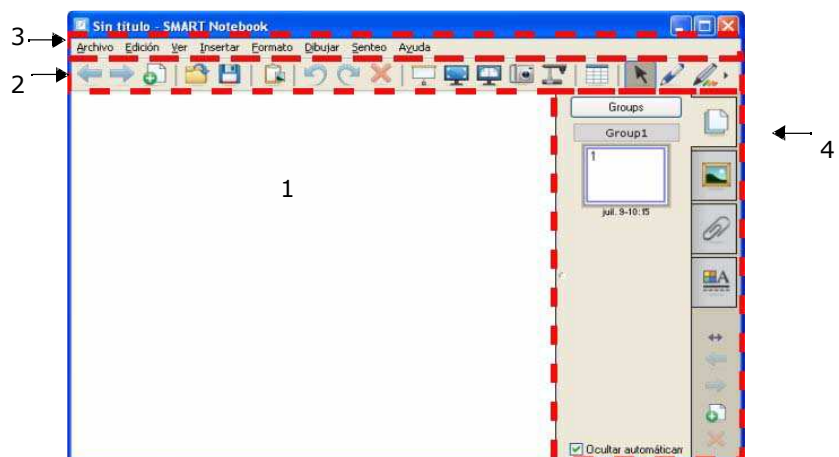 Sin título - SMART Notebook
3
Archivo Edición Ver Insertar Formato Dibujar Senteo Ayuda
2
Groups
Group1
4
1
1
juil. 9-10:15
A
Ocultar automátican